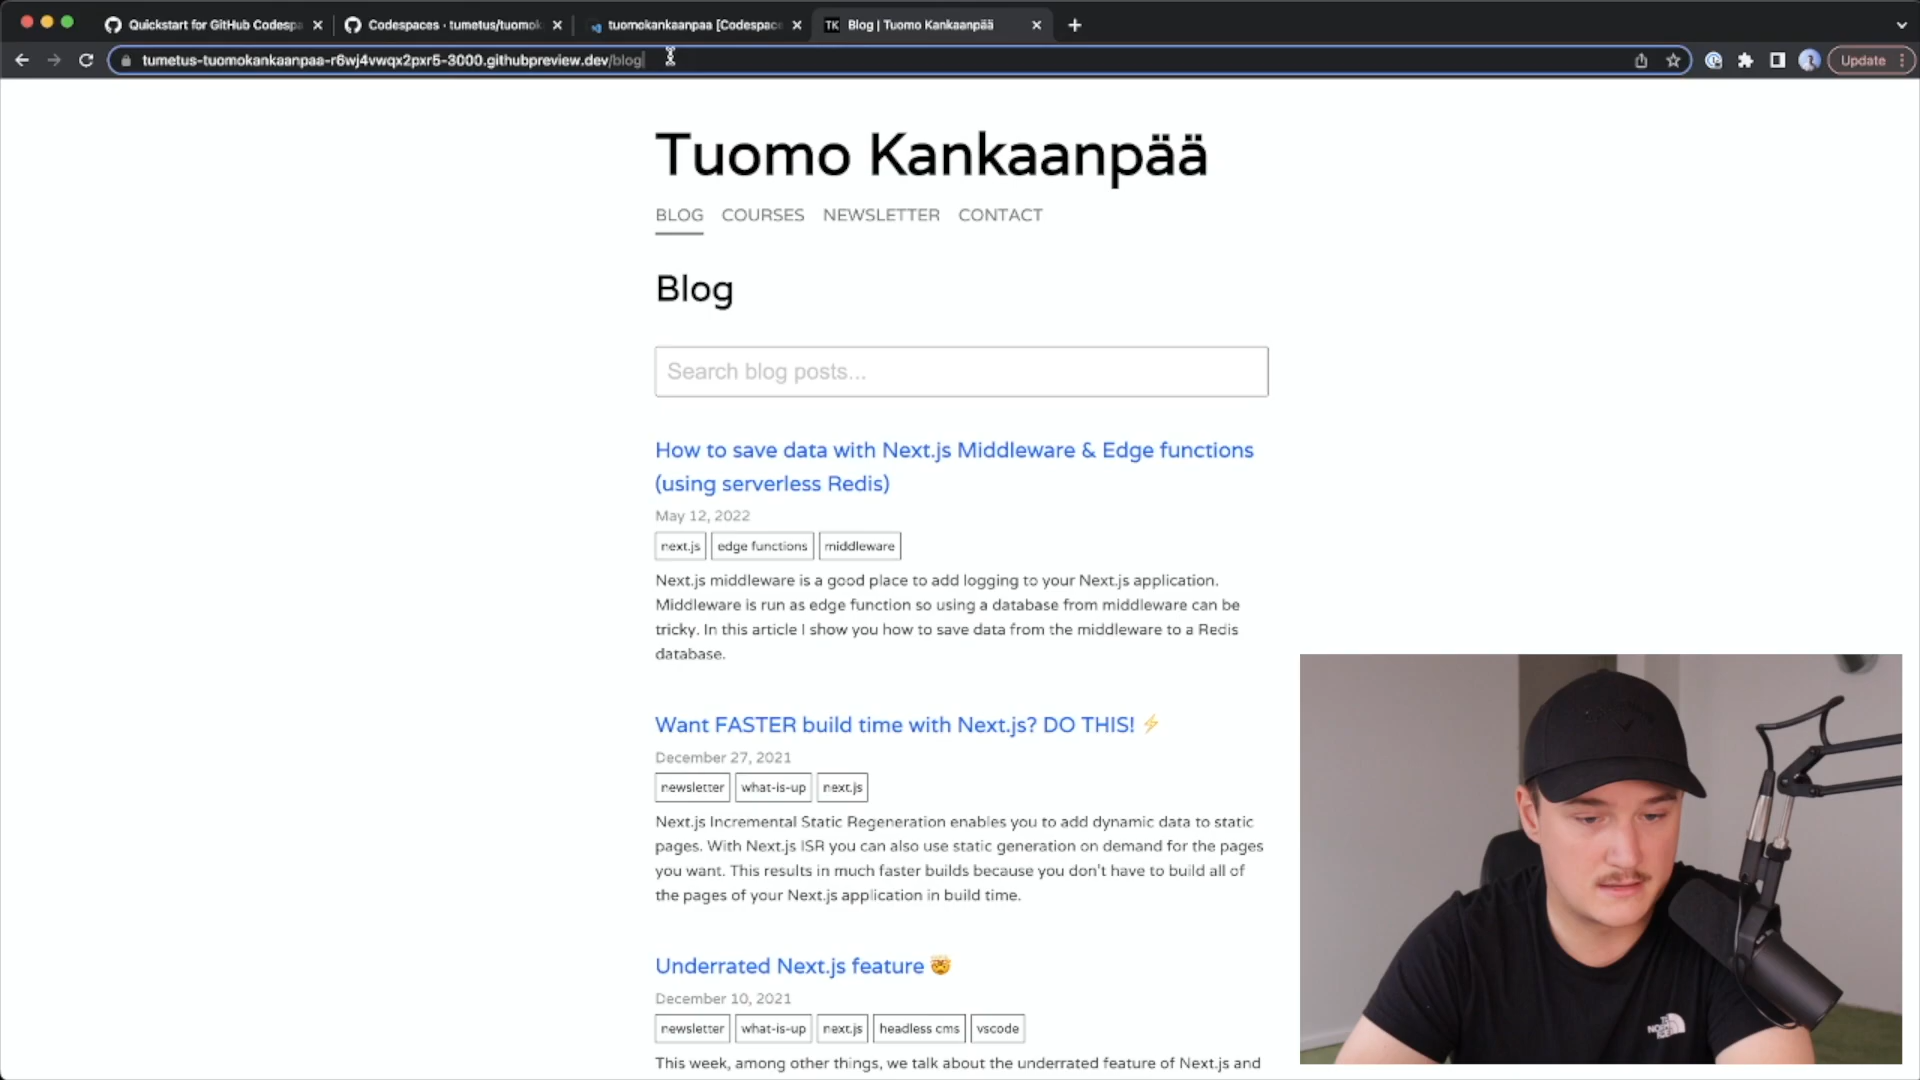 Quickstart for GitHub Codespa
Codespaces · tumetus/tuomok
tuomokankaanpaa [Codespac
TK Blog | Tuomo Kankaanpää
tumetus-tuomokankaanpaa-r6wj4vwqx2pxr5-3000.githubpreview.dev/blog
Update
Tuomo Kankaanpää
BLOG COURSES NEWSLETTER CONTACT
Blog
Search blog posts...
How to save data with Next.js Middleware & Edge functions
(using serverless Redis)
May 12, 2022
next.js edge functions middleware
Next.js middleware is a good place to add logging to your Next.js application.
Middleware is run as edge function so using a database from middleware can be
tricky. In this article I show you how to save data from the middleware to a Redis
database.
Want FASTER build time with Next.js? DO THIS! ⚡
December 27, 2021
newsletter what-is-up next.js
Next.js Incremental Static Regeneration enables you to add dynamic data to static
pages. With Next.js ISR you can also use static generation on demand for the pages
you want. This results in much faster builds because you don't have to build all of
the pages of your Next.js application in build time.
Underrated Next.js feature 🤯
December 10, 2021
newsletter what-is-up next.js headless cms vscode
This week, among other things, we talk about the underrated feature of Next.js and
THE NORTH FACE